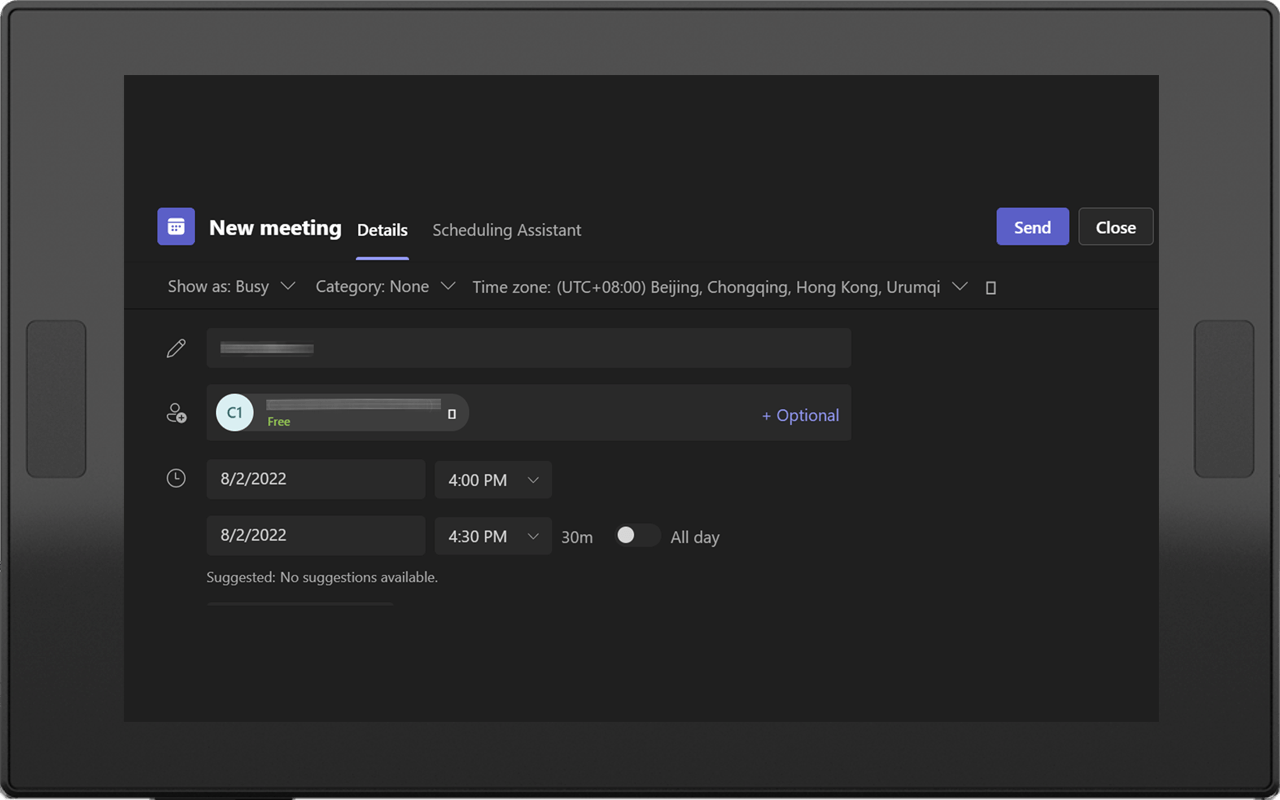 New meeting Details Scheduling Assistant Send Close
Show as: Busy Category: None Time zone: (UTC+08:00) Beijing, Chongqing, Hong Kong, Urumqi
C1
Free
+ Optional
8/2/2022 4:00 PM
8/2/2022 4:30 PM 30m All day
Suggested: No suggestions available.